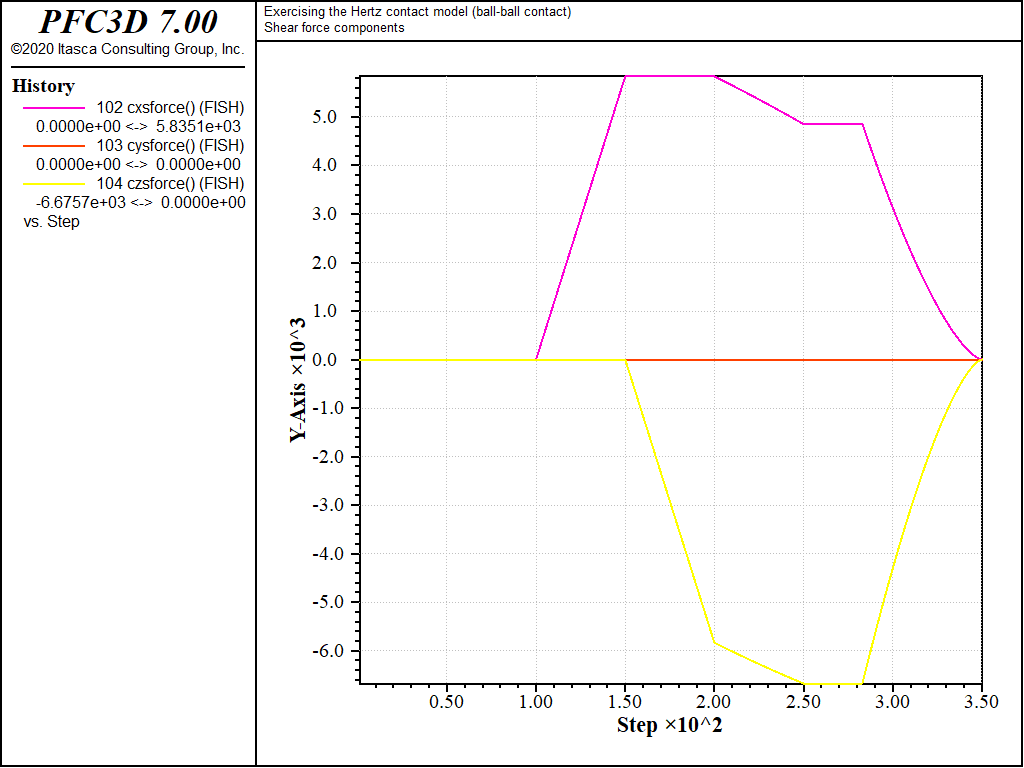 PFC3D 7.00
©2020 Itasca Consulting Group, Inc.
History
102 cxsforce() (FISH)
0.0000e+00 <-> 5.8351e+03
103 cysforce() (FISH)
0.0000e+00 <-> 0.0000e+00
104 czsforce() (FISH)
-6.6757e+03 <-> 0.0000e+00
vs. Step
Exercising the Hertz contact model (ball-ball contact)
Shear force components
5.0
4.0
3.0
2.0
1.0
0.0
-1.0
-2.0
-3.0
-4.0
-5.0
-6.0
Y-Axis ×10^3
0.50 1.00 1.50 2.00 2.50 3.00 3.50
Step ×10^2